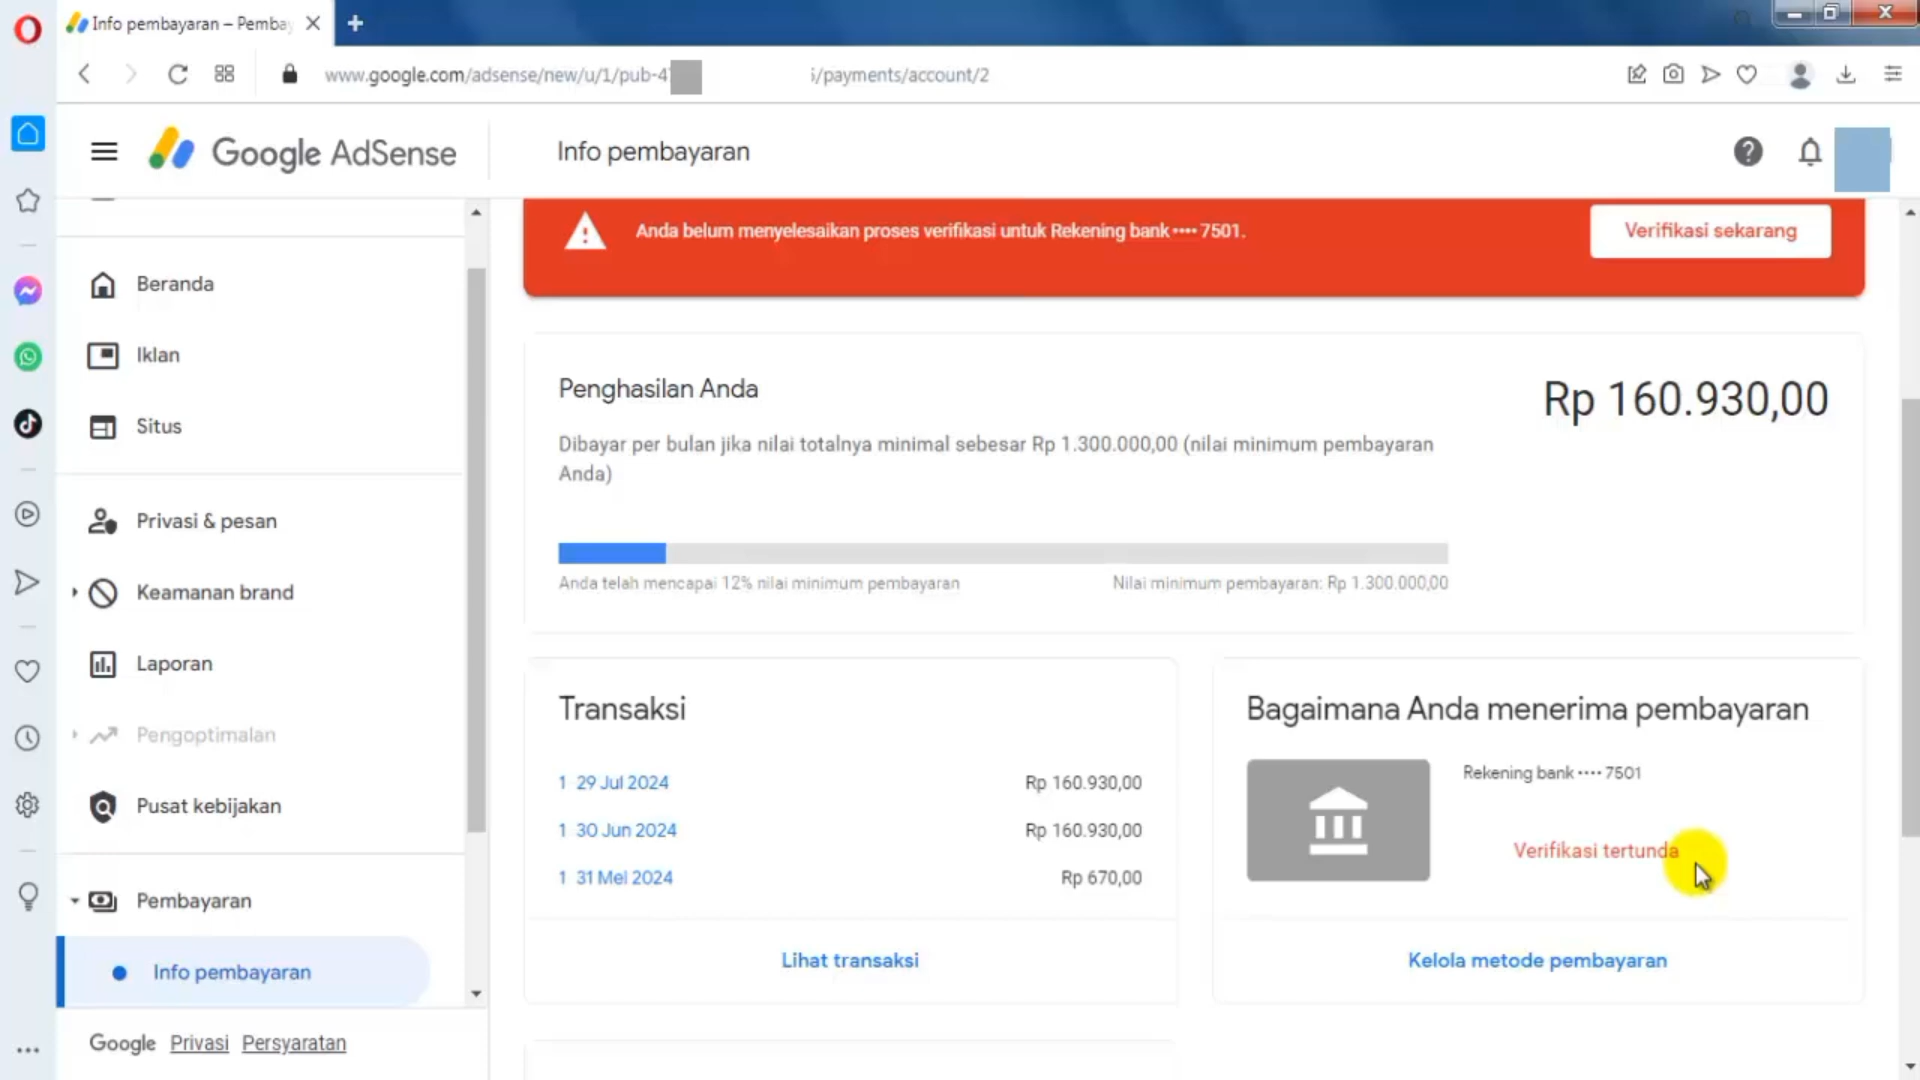 Info pembayaran – Pemba
www.google.com/adsense/new/u/1/pub-4
i/payments/account/2
Google AdSense
Info pembayaran
Anda belum menyelesaikan proses verifikasi untuk Rekening bank •••• 7501.
Verifikasi sekarang
Beranda
Iklan
Situs
Privasi & pesan
Keamanan brand
Laporan
Pengoptimalan
Pusat kebijakan
Pembayaran
Info pembayaran
Google Privasi Persyaratan
Penghasilan Anda
Rp 160.930,00
Dibayar per bulan jika nilai totalnya minimal sebesar Rp 1.300.000,00 (nilai minimum pembayaran
Anda)
Anda telah mencapai 12% nilai minimum pembayaran
Nilai minimum pembayaran: Rp 1.300.000,00
Transaksi
1 29 Jul 2024 Rp 160.930,00
1 30 Jun 2024 Rp 160.930,00
1 31 Mei 2024 Rp 670,00
Lihat transaksi
Bagaimana Anda menerima pembayaran
Rekening bank •••• 7501
Verifikasi tertunda
Kelola metode pembayaran